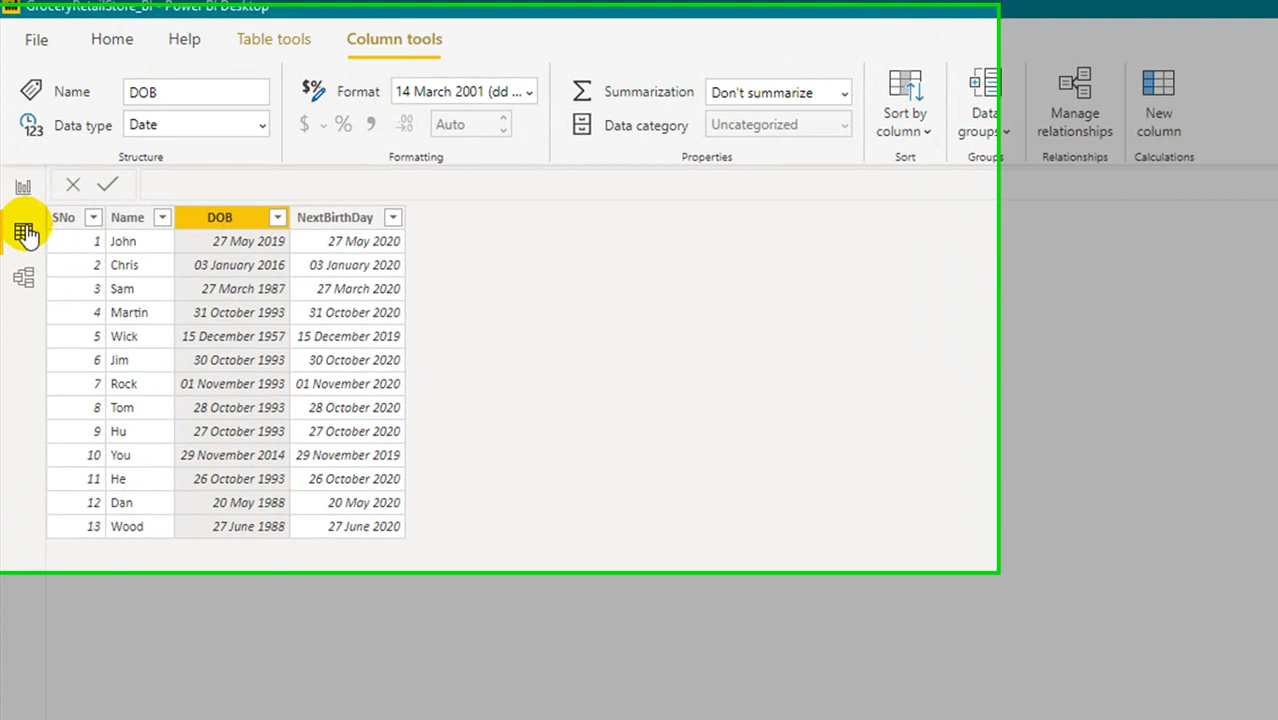 GroceryRetailStore_BI - Power BI Desktop
File Home Help Table tools Column tools
Name DOB $% Format 14 March 2001 (dd ... Σ Summarization Don't summarize
123 Data type Date $ % , .00 Auto Data category Uncategorized
Sort by column Data groups Manage relationships New column
Structure Formatting Properties Sort Groups Relationships Calculations
SNo Name DOB NextBirthDay
1 John 27 May 2019 27 May 2020
2 Chris 03 January 2016 03 January 2020
3 Sam 27 March 1987 27 March 2020
4 Martin 31 October 1993 31 October 2020
5 Wick 15 December 1957 15 December 2019
6 Jim 30 October 1993 30 October 2020
7 Rock 01 November 1993 01 November 2020
8 Tom 28 October 1993 28 October 2020
9 Hu 27 October 1993 27 October 2020
10 You 29 November 2014 29 November 2019
11 He 26 October 1993 26 October 2020
12 Dan 20 May 1988 20 May 2020
13 Wood 27 June 1988 27 June 2020